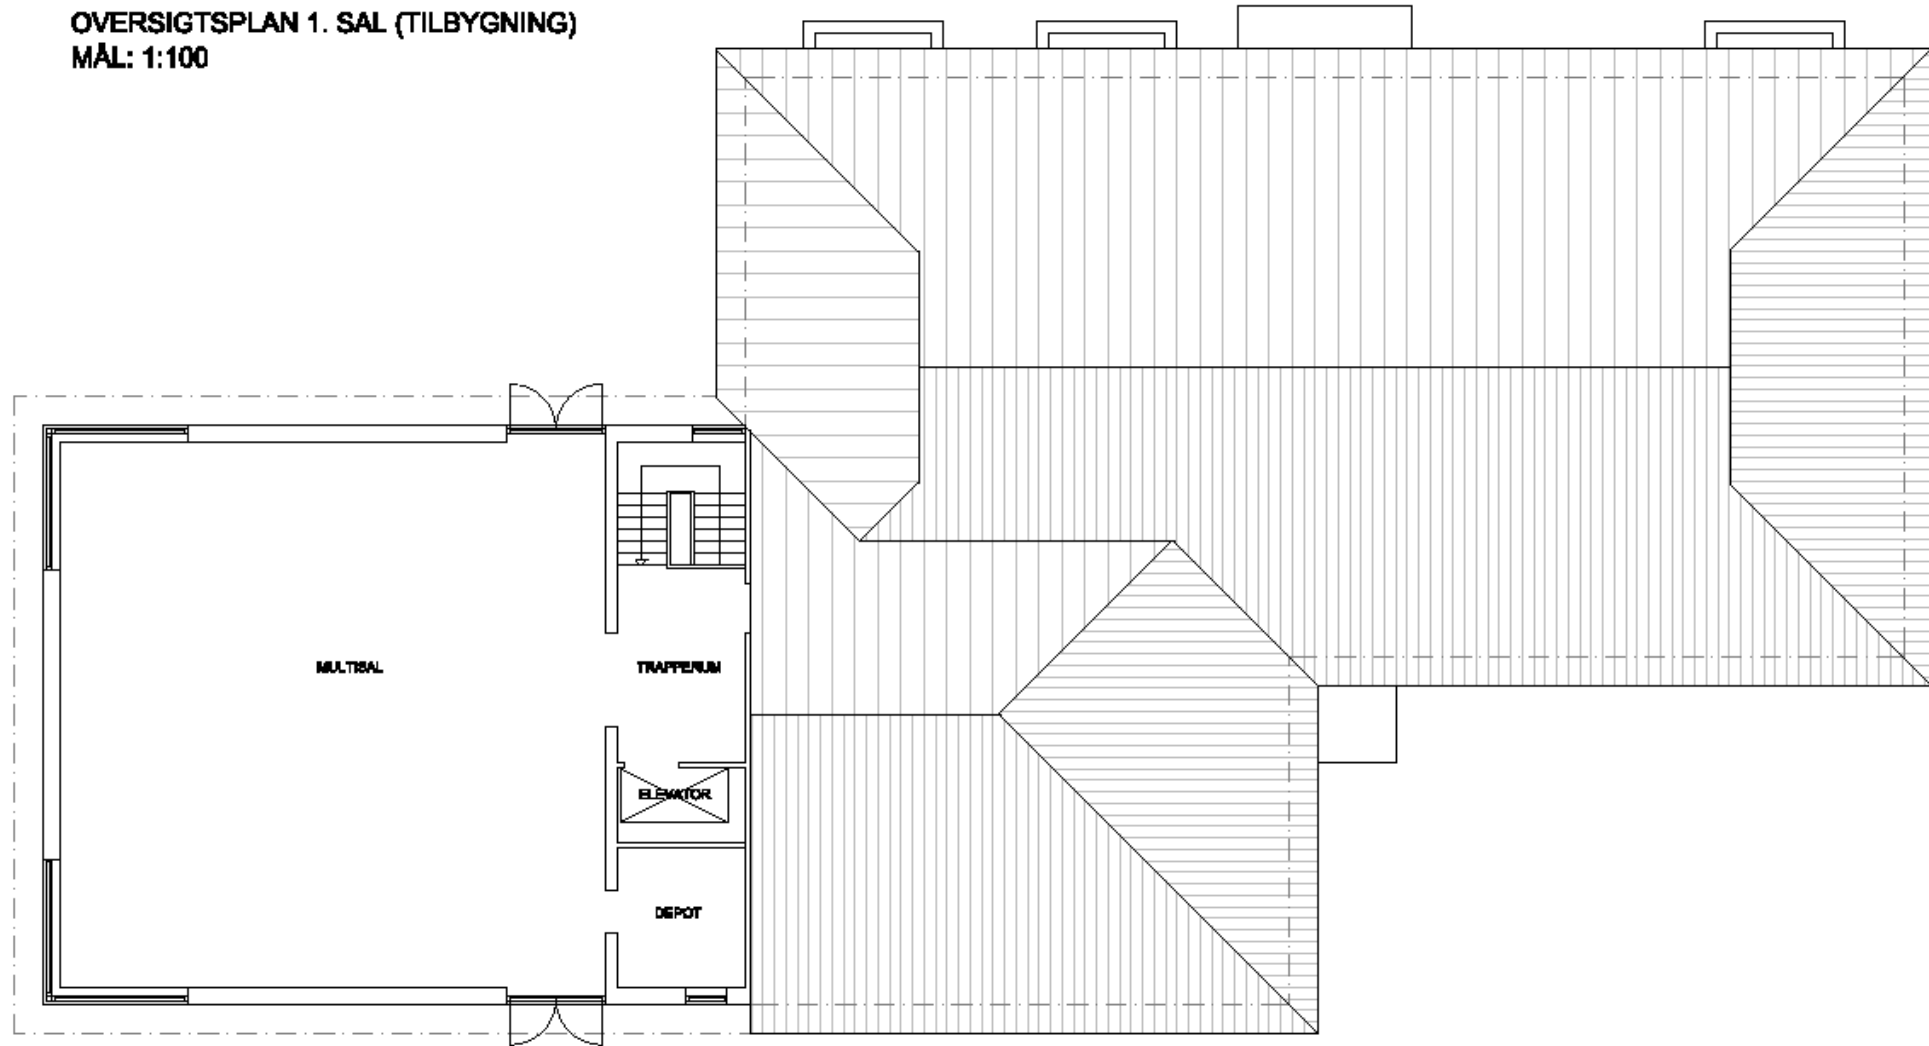 OVERSIGTSPLAN 1. SAL (TILBYGNING)
MÅL: 1:100
MULTISAL
TRAPPERUM
ELEVATOR
DEPOT